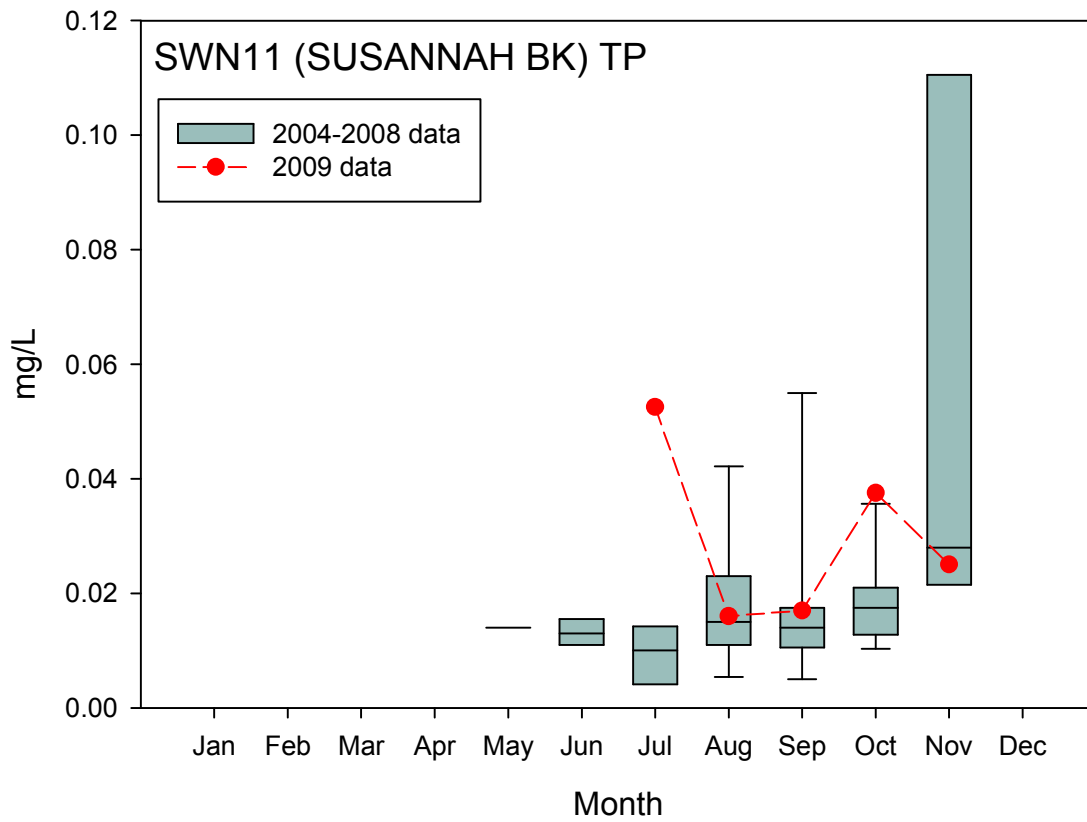 SWN11 (SUSANNAH BK) TP
2004-2008 data
2009 data
mg/L
0.12
0.10
0.08
0.06
0.04
0.02
0.00
Jan Feb Mar Apr May Jun Jul Aug Sep Oct Nov Dec
Month